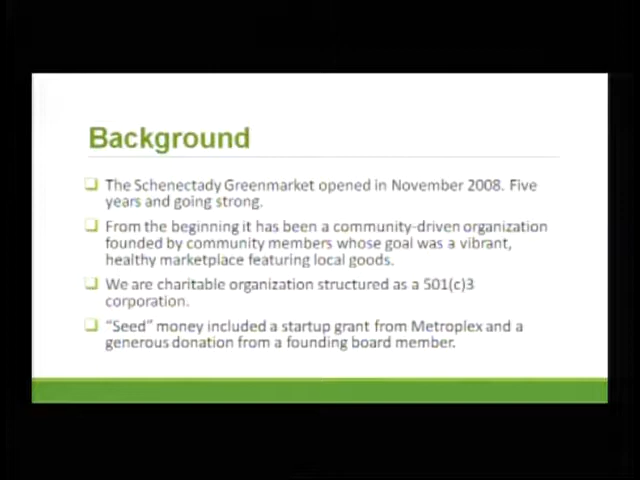 Background
The Schenectady Greenmarket opened in November 2008. Five
years and going strong.
From the beginning it has been a community-driven organization
founded by community members whose goal was a vibrant,
healthy marketplace featuring local goods.
We are charitable organization structured as a 501(c)3
corporation.
"Seed" money included a startup grant from Metroplex and a
generous donation from a founding board member.